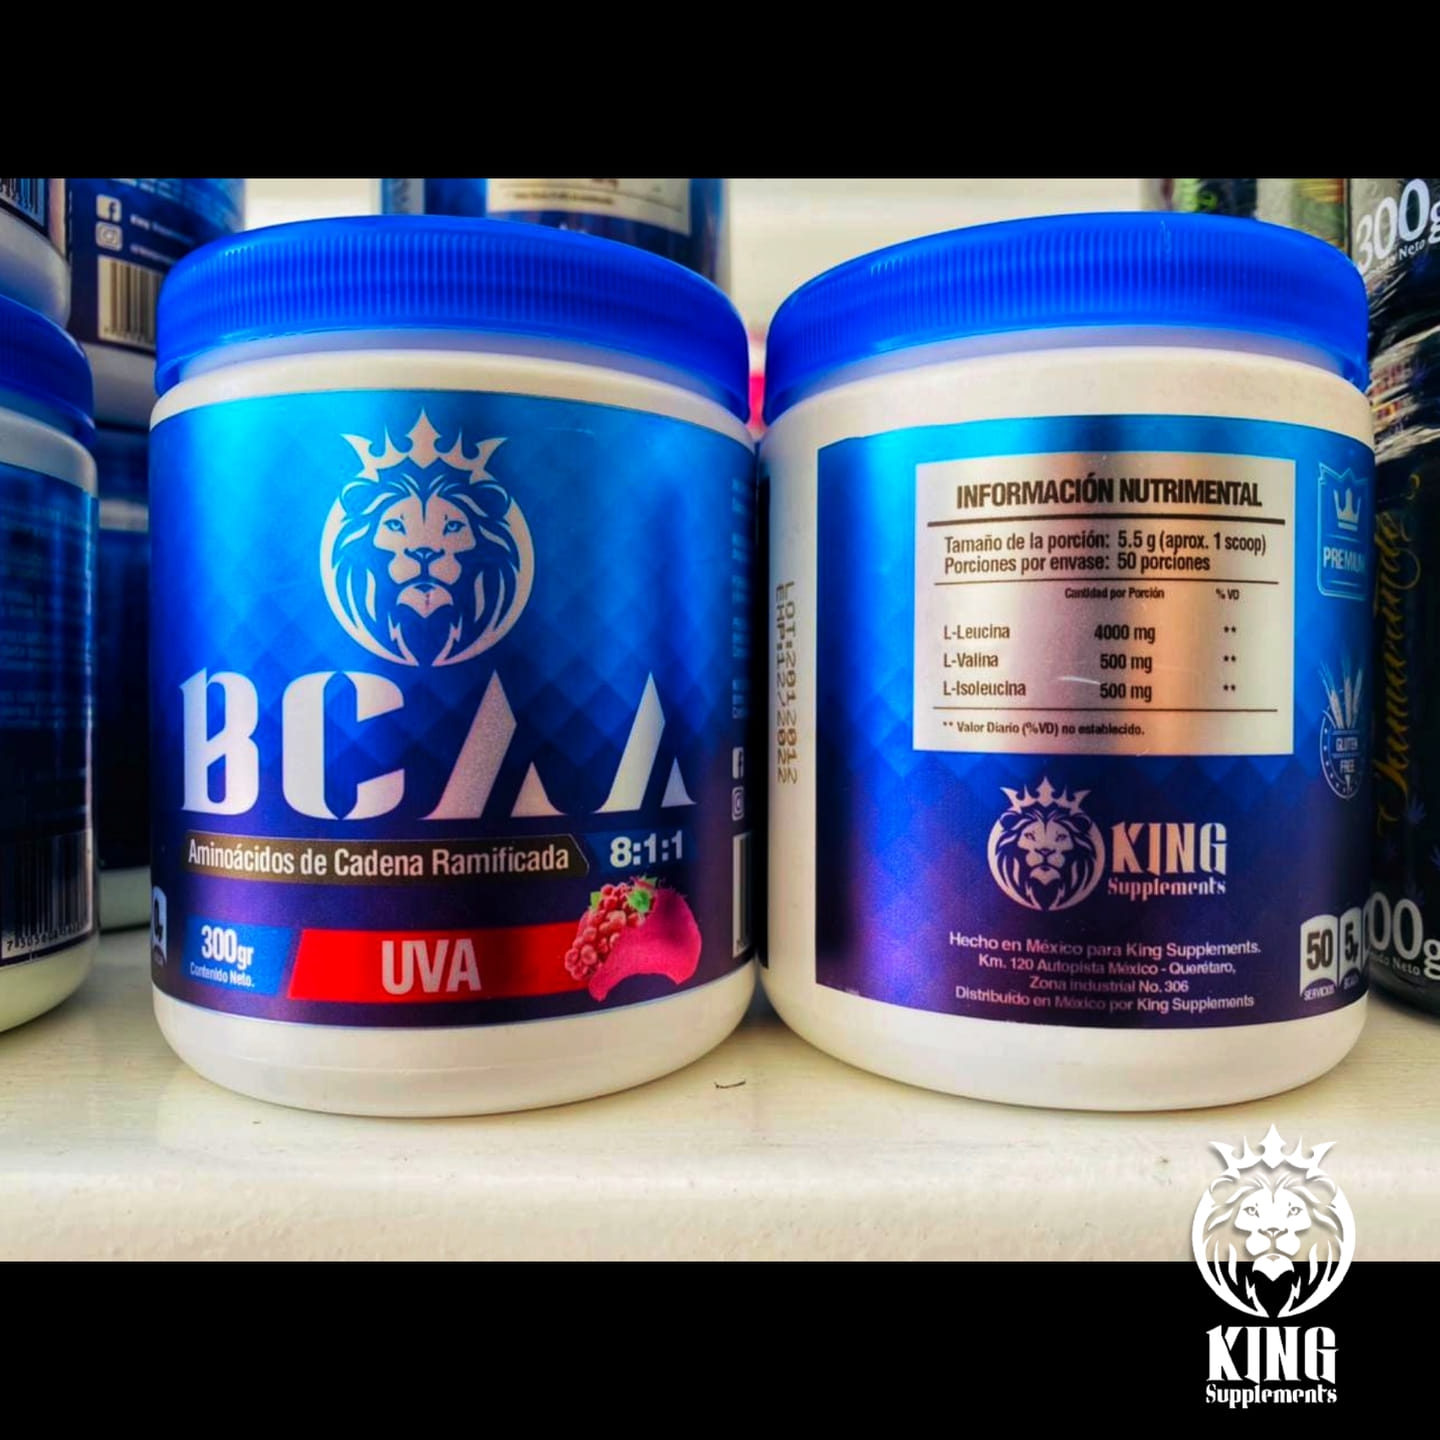 BCAA
Aminoácidos de Cadena Ramificada
8:1:1
300gr
Contenido Neto.
UVA
LOT:2012012
EXP:12/2022
INFORMACIÓN NUTRIMENTAL
Tamaño de la porción: 5.5 g (aprox. 1 scoop)
Porciones por envase: 50 porciones
Cantidad por Porción % VD
L-Leucina 4000 mg **
L-Valina 500 mg **
L-Isoleucina 500 mg **
** Valor Diario (%VD) no establecido.
KING
Supplements
Hecho en México para King Supplements.
Km. 120 Autopista México - Querétaro,
Zona Industrial No. 306
Distribuido en México por King Supplements
PREMIUM
GLUTEN
FREE
50
SERVICIOS
300g
KING
Supplements